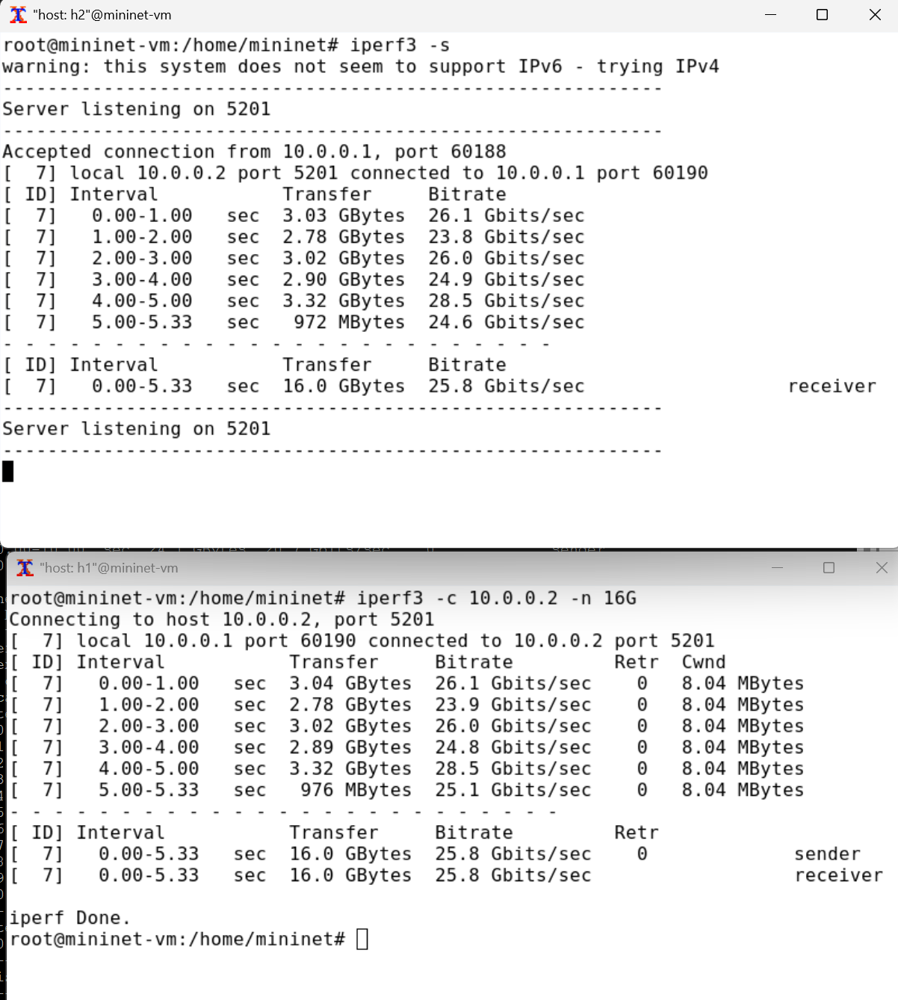 "host: h2"@mininet-vm
root@mininet-vm:/home/mininet# iperf3 -s
warning: this system does not seem to support IPv6 - trying IPv4
-----------------------------------------------------------
Server listening on 5201
-----------------------------------------------------------
Accepted connection from 10.0.0.1, port 60188
[  7] local 10.0.0.2 port 5201 connected to 10.0.0.1 port 60190
[ ID] Interval           Transfer     Bitrate
[  7]   0.00-1.00   sec  3.03 GBytes  26.1 Gbits/sec
[  7]   1.00-2.00   sec  2.78 GBytes  23.8 Gbits/sec
[  7]   2.00-3.00   sec  3.02 GBytes  26.0 Gbits/sec
[  7]   3.00-4.00   sec  2.90 GBytes  24.9 Gbits/sec
[  7]   4.00-5.00   sec  3.32 GBytes  28.5 Gbits/sec
[  7]   5.00-5.33   sec   972 MBytes  24.6 Gbits/sec
- - - - - - - - - - - - - - - - - - - - - - - - -
[ ID] Interval           Transfer     Bitrate
[  7]   0.00-5.33   sec  16.0 GBytes  25.8 Gbits/sec                  receiver
-----------------------------------------------------------
Server listening on 5201
-----------------------------------------------------------
"host: h1"@mininet-vm
root@mininet-vm:/home/mininet# iperf3 -c 10.0.0.2 -n 16G
Connecting to host 10.0.0.2, port 5201
[  7] local 10.0.0.1 port 60190 connected to 10.0.0.2 port 5201
[ ID] Interval           Transfer     Bitrate         Retr  Cwnd
[  7]   0.00-1.00   sec  3.04 GBytes  26.1 Gbits/sec    0   8.04 MBytes
[  7]   1.00-2.00   sec  2.78 GBytes  23.9 Gbits/sec    0   8.04 MBytes
[  7]   2.00-3.00   sec  3.02 GBytes  26.0 Gbits/sec    0   8.04 MBytes
[  7]   3.00-4.00   sec  2.89 GBytes  24.8 Gbits/sec    0   8.04 MBytes
[  7]   4.00-5.00   sec  3.32 GBytes  28.5 Gbits/sec    0   8.04 MBytes
[  7]   5.00-5.33   sec   976 MBytes  25.1 Gbits/sec    0   8.04 MBytes
- - - - - - - - - - - - - - - - - - - - - - - - -
[ ID] Interval           Transfer     Bitrate         Retr
[  7]   0.00-5.33   sec  16.0 GBytes  25.8 Gbits/sec    0             sender
[  7]   0.00-5.33   sec  16.0 GBytes  25.8 Gbits/sec                  receiver
iperf Done.
root@mininet-vm:/home/mininet#